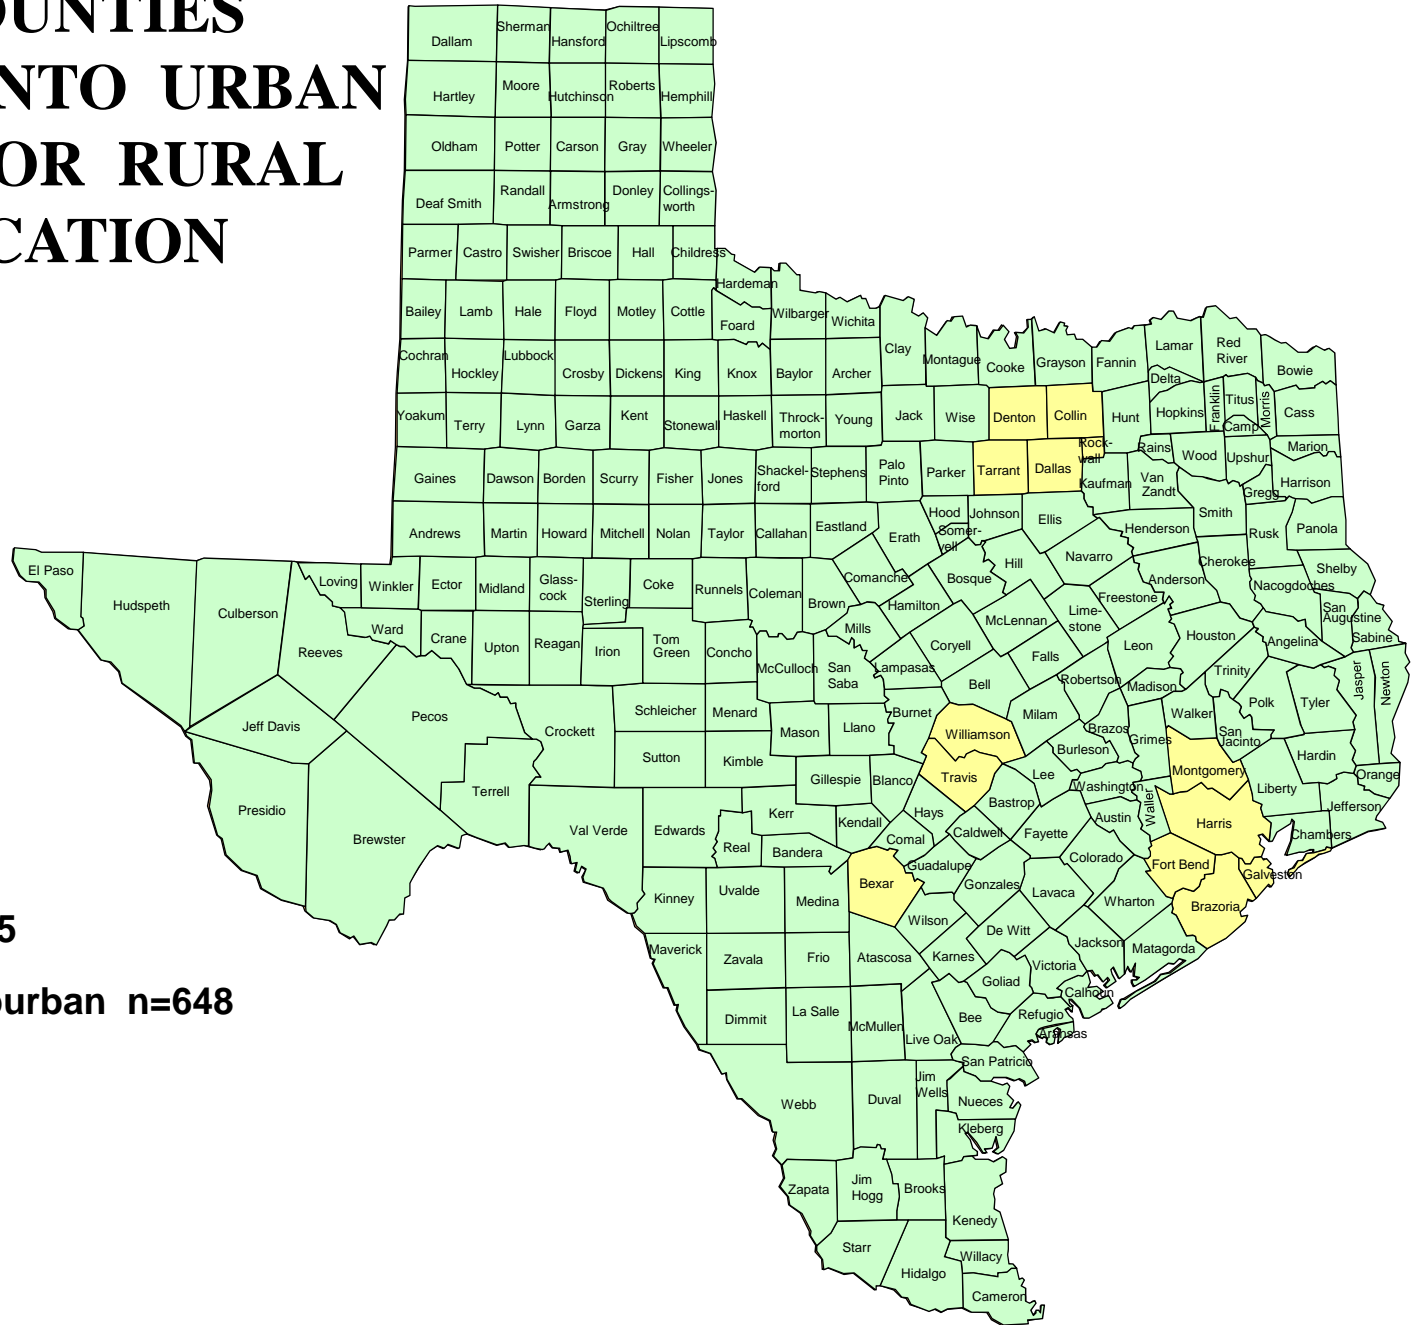 OUNTIES
NTO URBAN
OR RURAL
CATION
Dallam
Sherman
Hansford
Ochiltree
Lipscomb
Hartley
Moore
Hutchinson
Roberts
Hemphill
Oldham
Potter
Carson
Gray
Wheeler
Deaf Smith
Randall
Armstrong
Donley
Collings-
worth
Parmer
Castro
Swisher
Briscoe
Hall
Childress
Hardeman
Bailey
Lamb
Hale
Floyd
Motley
Cottle
Foard
Wilbarger
Wichita
Clay
Montague
Cooke
Grayson
Fannin
Lamar
Red
River
Bowie
Cochran
Hockley
Lubbock
Crosby
Dickens
King
Knox
Baylor
Archer
Delta
Yoakum
Terry
Lynn
Garza
Kent
Stonewall
Haskell
Throck-
morton
Young
Jack
Wise
Denton
Collin
Hunt
Hopkins
Franklin
Titus
Camp
Morris
Cass
Marion
Gaines
Dawson
Borden
Scurry
Fisher
Jones
Shackel-
ford
Stephens
Palo
Pinto
Parker
Tarrant
Dallas
Rock-
wall
Kaufman
Rains
Van
Zandt
Wood
Upshur
Gregg
Harrison
Andrews
Martin
Howard
Mitchell
Nolan
Taylor
Callahan
Eastland
Erath
Hood
Somer-
vell
Johnson
Ellis
Henderson
Smith
Rusk
Panola
El Paso
Hudspeth
Culberson
Loving
Winkler
Ector
Midland
Glass-
cock
Sterling
Coke
Runnels
Coleman
Brown
Comanche
Hamilton
Bosque
Hill
Navarro
Anderson
Cherokee
Nacogdoches
Shelby
Reeves
Ward
Crane
Upton
Reagan
Irion
Tom
Green
Concho
McCulloch
San
Saba
Mills
Lampasas
Coryell
McLennan
Lime-
stone
Freestone
Falls
Leon
Houston
Angelina
San
Augustine
Sabine
Jeff Davis
Pecos
Crockett
Schleicher
Menard
Mason
Llano
Burnet
Bell
Milam
Robertson
Madison
Trinity
Polk
Tyler
Jasper
Newton
Presidio
Brewster
Terrell
Sutton
Kimble
Gillespie
Blanco
Williamson
Travis
Lee
Burleson
Brazos
Grimes
Walker
San
Jacinto
Hardin
Montgomery
Liberty
Orange
Jefferson
Chambers
Val Verde
Edwards
Real
Kerr
Bandera
Kendall
Comal
Hays
Caldwell
Bastrop
Fayette
Washington
Austin
Waller
Harris
Kinney
Uvalde
Medina
Bexar
Guadalupe
Gonzales
Lavaca
Colorado
Wharton
Fort Bend
Galveston
Brazoria
Maverick
Zavala
Frio
Atascosa
Wilson
Karnes
De Witt
Victoria
Jackson
Matagorda
5
Dimmit
La Salle
McMullen
Live Oak
Bee
Goliad
Refugio
Calhoun
Aransas
San Patricio
ourban n=648
Webb
Duval
Jim
Wells
Nueces
Kleberg
Zapata
Jim
Hogg
Brooks
Kenedy
Starr
Hidalgo
Willacy
Cameron